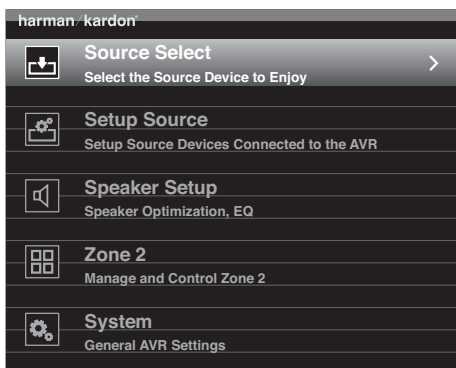 harman/kardon®
Source Select
Select the Source Device to Enjoy
Setup Source
Setup Source Devices Connected to the AVR
Speaker Setup
Speaker Optimization, EQ
Zone 2
Manage and Control Zone 2
System
General AVR Settings